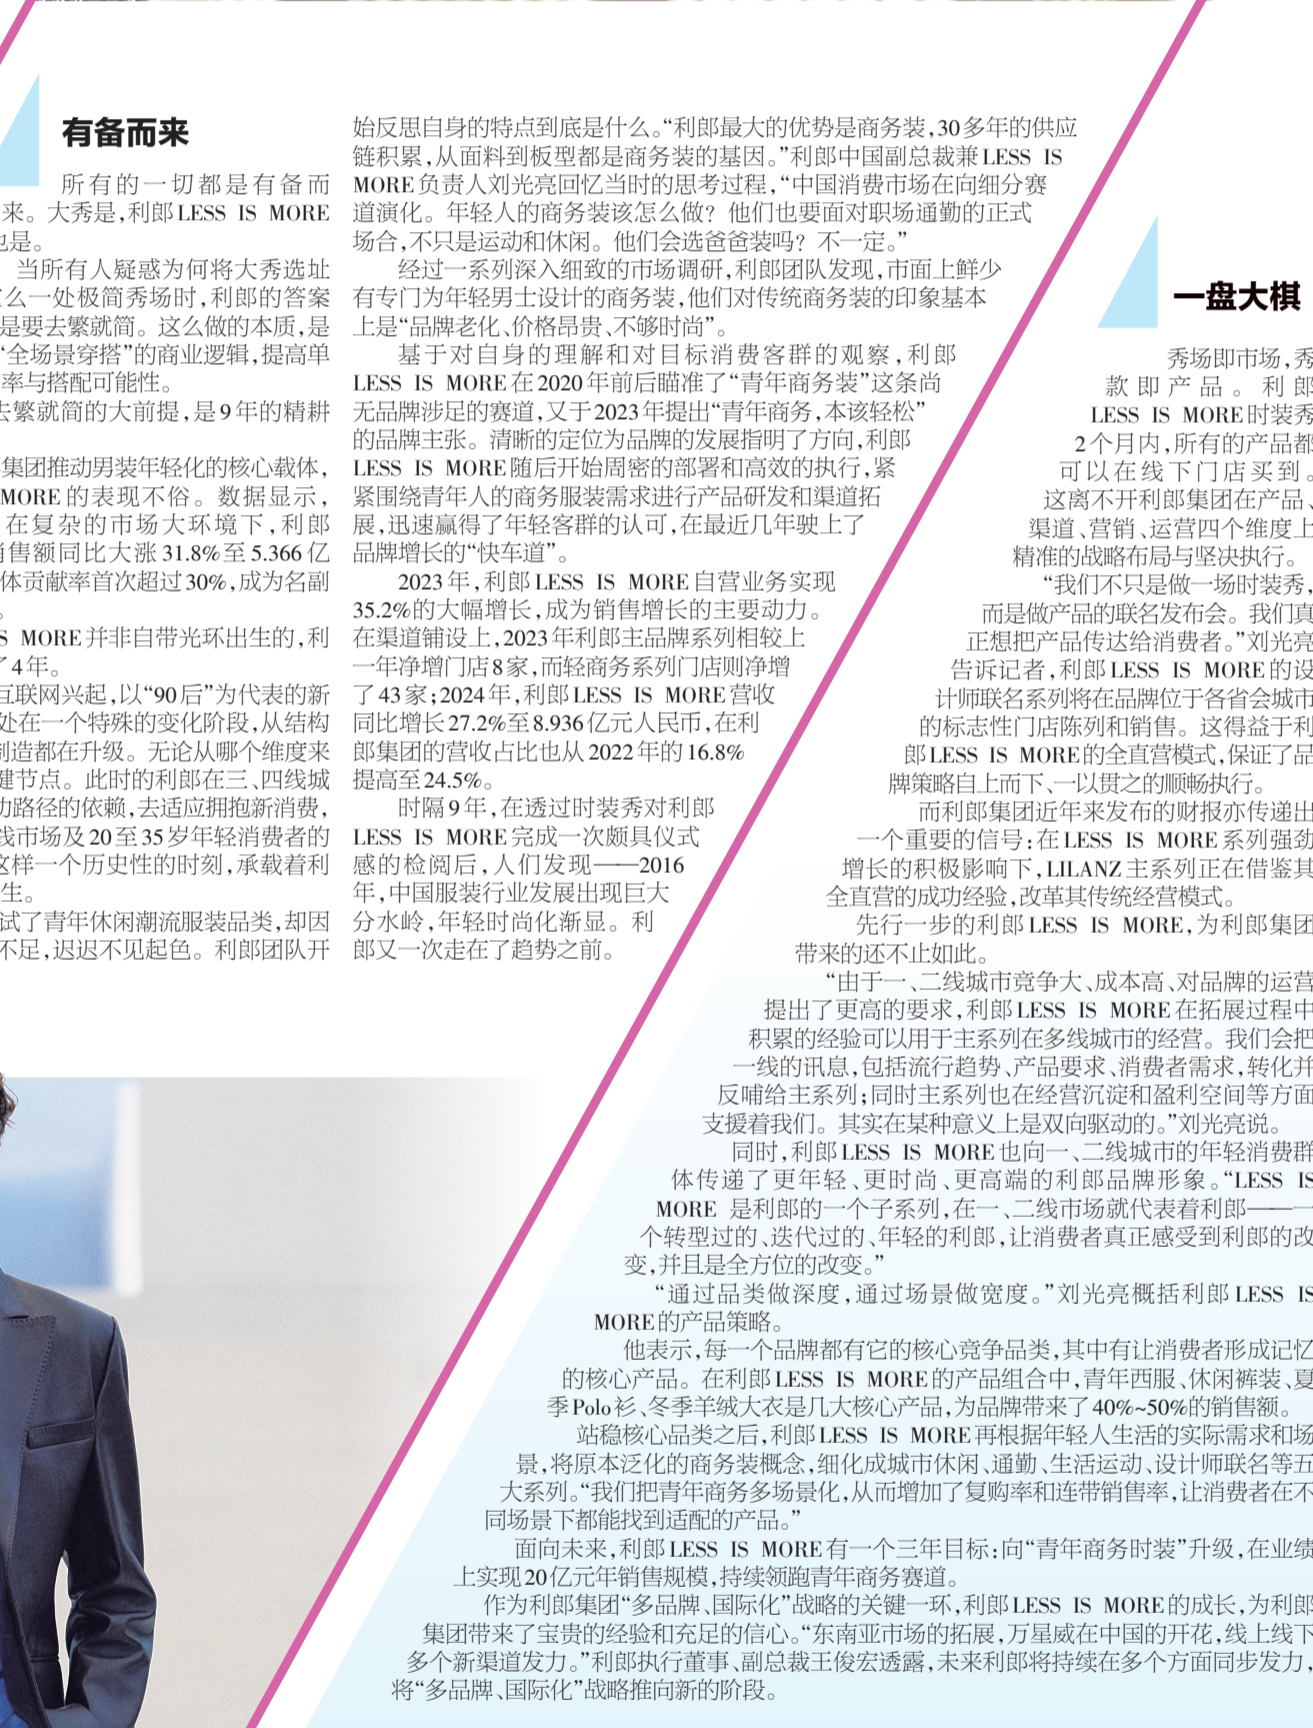 有备而来
所有的一切都是有备而
来。大秀是，利郎LESS IS MORE
也是。
当所有人疑惑为何将大秀选址
么一处极简秀场时，利郎的答案
是要去繁就简。这么做的本质，是
“全场景穿搭”的商业逻辑，提高单
率与搭配可能性。
去繁就简的大前提，是9年的精耕
集团推动男装年轻化的核心载体，
MORE的表现不俗。数据显示，
在复杂的市场大环境下，利郎
销售额同比大涨31.8%至5.366亿
体贡献率首次超过30%，成为名副
。
S MORE并非自带光环出生的，利
了4年。
互联网兴起，以“90后”为代表的新
处在一个特殊的变化阶段，从结构
制造都在升级。无论从哪个维度来
键节点。此时的利郎在三、四线城
功路径的依赖，去适应拥抱新消费，
线市场及20至35岁年轻消费者的
这样一个历史性的时刻，承载着利
生。
试了青年休闲潮流服装品类，却因
不足，迟迟不见起色。利郎团队开
始反思自身的特点到底是什么。“利郎最大的优势是商务装，30多年的供应
链积累，从面料到板型都是商务装的基因。”利郎中国副总裁兼LESS IS
MORE负责人刘光亮回忆当时的思考过程，“中国消费市场在向细分赛
道演化。年轻人的商务装该怎么做？他们也要面对职场通勤的正式
场合，不只是运动和休闲。他们会选爸爸装吗？不一定。”
经过一系列深入细致的市场调研，利郎团队发现，市面上鲜少
有专门为年轻男士设计的商务装，他们对传统商务装的印象基本
上是“品牌老化、价格昂贵、不够时尚”。
基于对自身的理解和对目标消费客群的观察，利郎
LESS IS MORE在2020年前后瞄准了“青年商务装”这条尚
无品牌涉足的赛道，又于2023年提出“青年商务，本该轻松”
的品牌主张。清晰的定位为品牌的发展指明了方向，利郎
LESS IS MORE随后开始周密的部署和高效的执行，紧
紧围绕青年人的商务服装需求进行产品研发和渠道拓
展，迅速赢得了年轻客群的认可，在最近几年驶上了
品牌增长的“快车道”。
2023年，利郎LESS IS MORE自营业务实现
35.2%的大幅增长，成为销售增长的主要动力。
在渠道铺设上，2023年利郎主品牌系列相较上
一年净增门店8家，而轻商务系列门店则净增
了43家；2024年，利郎LESS IS MORE营收
同比增长27.2%至8.936亿元人民币，在利
郎集团的营收占比也从2022年的16.8%
提高至24.5%。
时隔9年，在透过时装秀对利郎
LESS IS MORE完成一次颇具仪式
感的检阅后，人们发现——2016
年，中国服装行业发展出现巨大
分水岭，年轻时尚化渐显。利
郎又一次走在了趋势之前。
一盘大棋
秀场即市场，秀
款即产品。利郎
LESS IS MORE时装秀
2个月内，所有的产品都
可以在线下门店买到。
这离不开利郎集团在产品、
渠道、营销、运营四个维度上
精准的战略布局与坚决执行。
“我们不只是做一场时装秀，
而是做产品的联名发布会。我们真
正想把产品传达给消费者。”刘光亮
告诉记者，利郎LESS IS MORE的设
计师联名系列将在品牌位于各省会城市
的标志性门店陈列和销售。这得益于利
郎LESS IS MORE的全直营模式，保证了品
牌策略自上而下、一以贯之的顺畅执行。
而利郎集团近年来发布的财报亦传递出
一个重要的信号：在LESS IS MORE系列强劲
增长的积极影响下，LILANZ主系列正在借鉴其
全直营的成功经验，改革其传统经营模式。
先行一步的利郎LESS IS MORE，为利郎集团
带来的还不止如此。
“由于一、二线城市竞争大、成本高、对品牌的运营
提出了更高的要求，利郎LESS IS MORE在拓展过程中
积累的经验可以用于主系列在多线城市的经营。我们会把
一线的讯息，包括流行趋势、产品要求、消费者需求，转化并
反哺给主系列；同时主系列也在经营沉淀和盈利空间等方面
支援着我们。其实在某种意义上是双向驱动的。”刘光亮说。
同时，利郎LESS IS MORE也向一、二线城市的年轻消费群
体传递了更年轻、更时尚、更高端的利郎品牌形象。“LESS IS
MORE 是利郎的一个子系列，在一、二线市场就代表着利郎——一
个转型过的、迭代过的、年轻的利郎，让消费者真正感受到利郎的改
变，并且是全方位的改变。”
“通过品类做深度，通过场景做宽度。”刘光亮概括利郎LESS IS
MORE的产品策略。
他表示，每一个品牌都有它的核心竞争品类，其中有让消费者形成记忆
的核心产品。在利郎LESS IS MORE的产品组合中，青年西服、休闲裤装、夏
季Polo衫、冬季羊绒大衣是几大核心产品，为品牌带来了40%~50%的销售额。
站稳核心品类之后，利郎LESS IS MORE再根据年轻人生活的实际需求和场
景，将原本泛化的商务装概念，细化成城市休闲、通勤、生活运动、设计师联名等五
大系列。“我们把青年商务多场景化，从而增加了复购率和连带销售率，让消费者在不
同场景下都能找到适配的产品。”
面向未来，利郎LESS IS MORE有一个三年目标：向“青年商务时装”升级，在业绩
上实现20亿元年销售规模，持续领跑青年商务赛道。
作为利郎集团“多品牌、国际化”战略的关键一环，利郎LESS IS MORE的成长，为利郎
集团带来了宝贵的经验和充足的信心。“东南亚市场的拓展，万星威在中国的开花，线上线下
多个新渠道发力。”利郎执行董事、副总裁王俊宏透露，未来利郎将持续在多个方面同步发力，
将“多品牌、国际化”战略推向新的阶段。